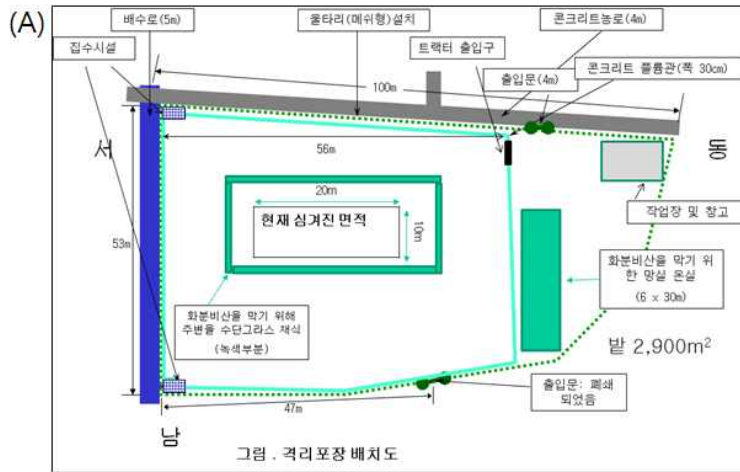 (A)
배수로(5m)
울타리(메쉬형)설치
콘크리트농로(4m)
집수시설
트랙터 출입구
출입문(4m)
콘크리트 플륨관(폭 30cm)
100m
서
동
56m
20m
현재 심겨진 면적
10m
53m
작업장 및 창고
화분비산을 막기 위
한 망실 온실
(6 x 30m)
화분비산을 막기 위해
주변을 수단그라스 재식
(녹색부분)
밭 2,900m²
출입문: 폐쇄
되었음
47m
남
그림 . 격리포장 배치도